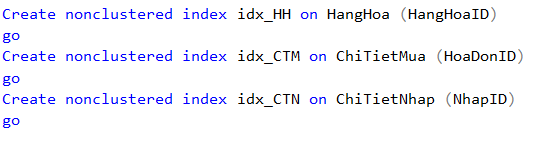 Create nonclustered index idx_HH on HangHoa (HangHoaID)
go
Create nonclustered index idx_CTM on ChiTietMua (HoaDonID)
go
Create nonclustered index idx_CTN on ChiTietNhap (NhapID)
go